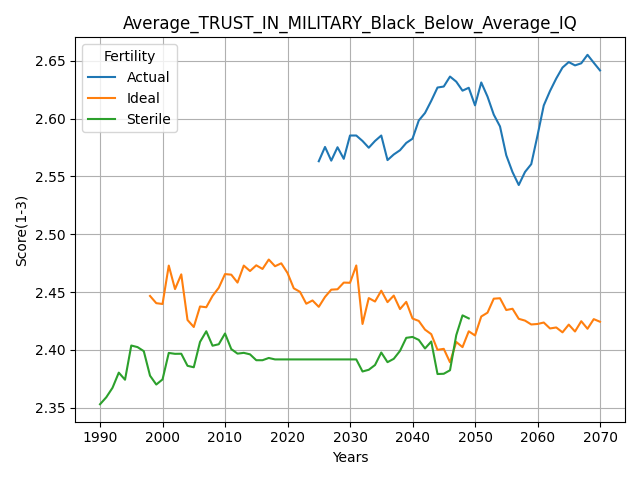 Average_TRUST_IN_MILITARY_Black_Below_Average_IQ
Fertility
Actual
Ideal
Sterile
Score(1-3)
2.65
2.60
2.55
2.50
2.45
2.40
2.35
1990 2000 2010 2020 2030 2040 2050 2060 2070
Years